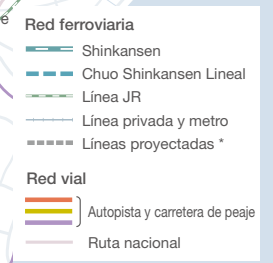 e
Red ferroviaria
Shinkansen
Chuo Shinkansen Lineal
Línea JR
Línea privada y metro
Líneas proyectadas *
Red vial
Autopista y carretera de peaje
Ruta nacional